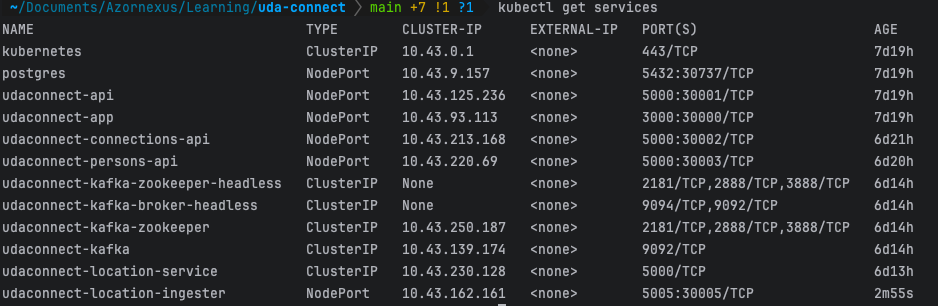 ~/Documents/Azornexus/Learning/uda-connect main +7 !1 ?1 kubectl get services
NAME TYPE CLUSTER-IP EXTERNAL-IP PORT(S) AGE
kubernetes ClusterIP 10.43.0.1 <none> 443/TCP 7d19h
postgres NodePort 10.43.9.157 <none> 5432:30737/TCP 7d19h
udaconnect-api NodePort 10.43.125.236 <none> 5000:30001/TCP 7d19h
udaconnect-app NodePort 10.43.93.113 <none> 3000:30000/TCP 7d19h
udaconnect-connections-api NodePort 10.43.213.168 <none> 5000:30002/TCP 6d21h
udaconnect-persons-api NodePort 10.43.220.69 <none> 5000:30003/TCP 6d20h
udaconnect-kafka-zookeeper-headless ClusterIP None <none> 2181/TCP,2888/TCP,3888/TCP 6d14h
udaconnect-kafka-broker-headless ClusterIP None <none> 9094/TCP,9092/TCP 6d14h
udaconnect-kafka-zookeeper ClusterIP 10.43.250.187 <none> 2181/TCP,2888/TCP,3888/TCP 6d14h
udaconnect-kafka ClusterIP 10.43.139.174 <none> 9092/TCP 6d14h
udaconnect-location-service ClusterIP 10.43.230.128 <none> 5000/TCP 6d13h
udaconnect-location-ingester NodePort 10.43.162.161 <none> 5005:30005/TCP 2m55s